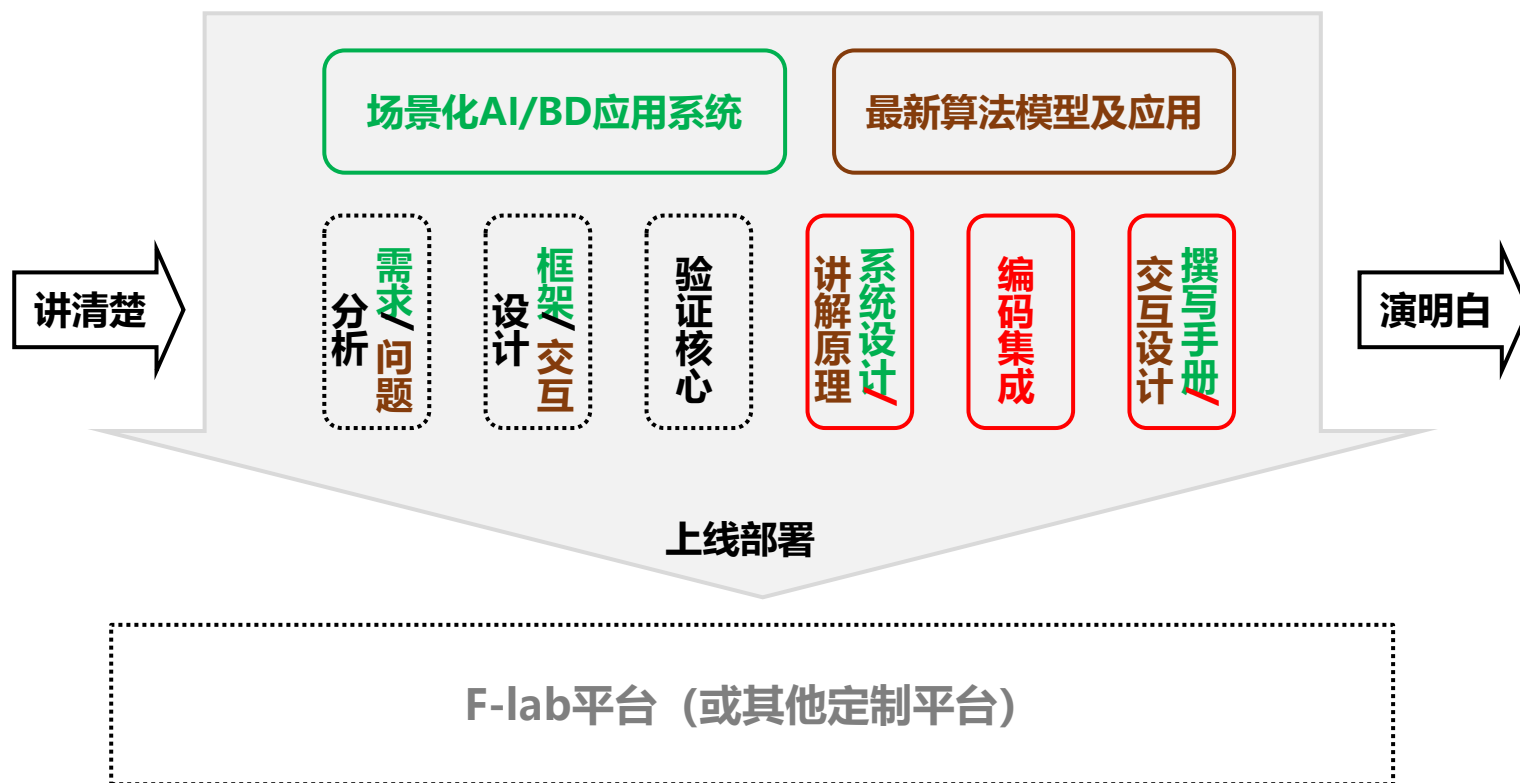 场景化AI/BD应用系统
最新算法模型及应用
讲清楚
需求/问题
分析
框架/交互
设计
验证核心
系统设计/
讲解原理
编码集成
撰写手册/
交互设计
演明白
上线部署
F-lab平台（或其他定制平台）